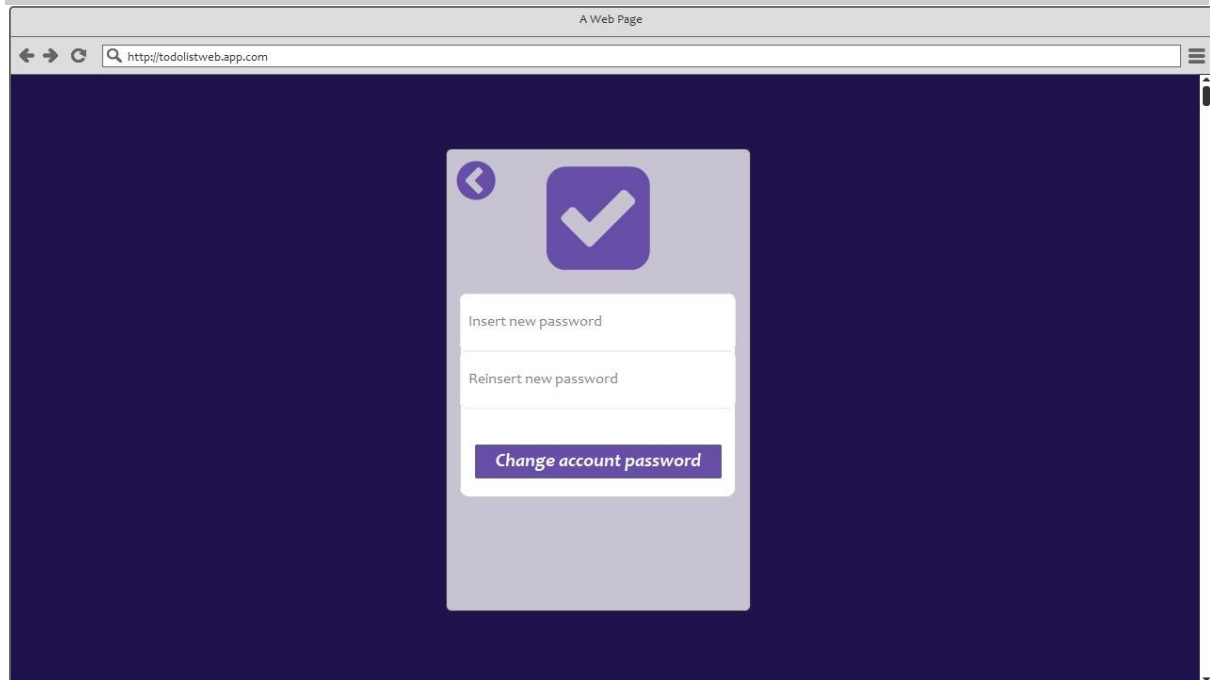 A Web Page
http://todolistweb.app.com
Insert new password
Reinsert new password
Change account password